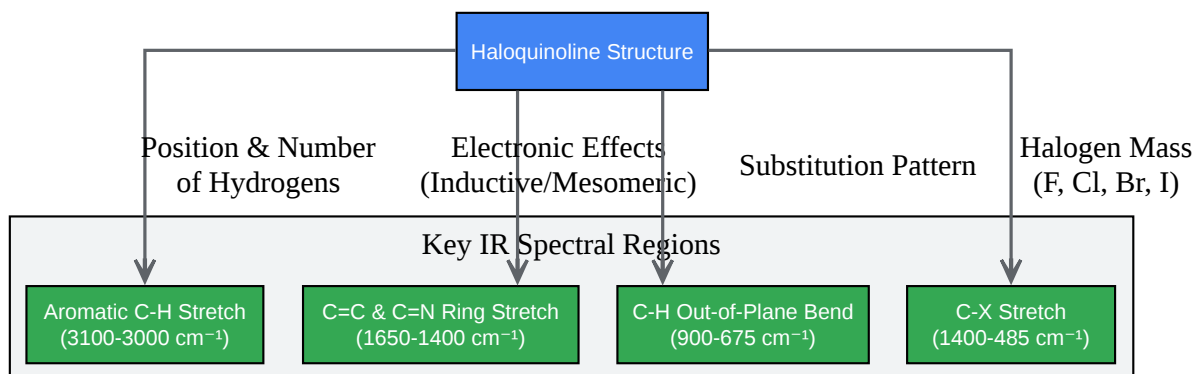 Haloquinoline Structure
Position & Number
of Hydrogens
Electronic Effects
(Inductive/Mesomeric)
Substitution Pattern
Halogen Mass
(F, Cl, Br, I)
Key IR Spectral Regions
Aromatic C-H Stretch
(3100-3000 cm⁻¹)
C=C & C=N Ring Stretch
(1650-1400 cm⁻¹)
C-H Out-of-Plane Bend
(900-675 cm⁻¹)
C-X Stretch
(1400-485 cm⁻¹)